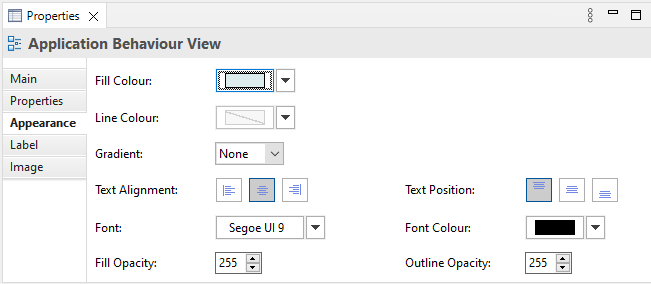 Properties
Application Behaviour View
Main
Properties
Appearance
Label
Image
Fill Colour:
Line Colour:
Gradient: None
Text Alignment: Text Position:
Font: Segoe UI 9 Font Colour:
Fill Opacity: 255 Outline Opacity: 255